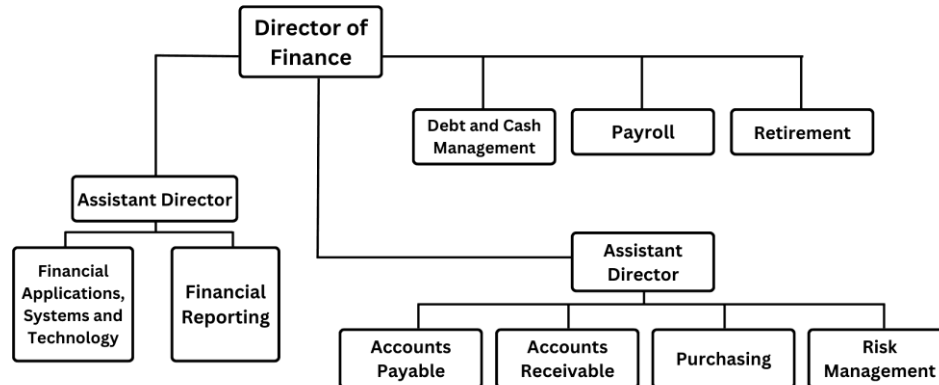 Director of
Finance
Debt and Cash
Management
Payroll
Retirement
Assistant Director
Financial
Applications,
Systems and
Technology
Financial
Reporting
Assistant
Director
Accounts
Payable
Accounts
Receivable
Purchasing
Risk
Management